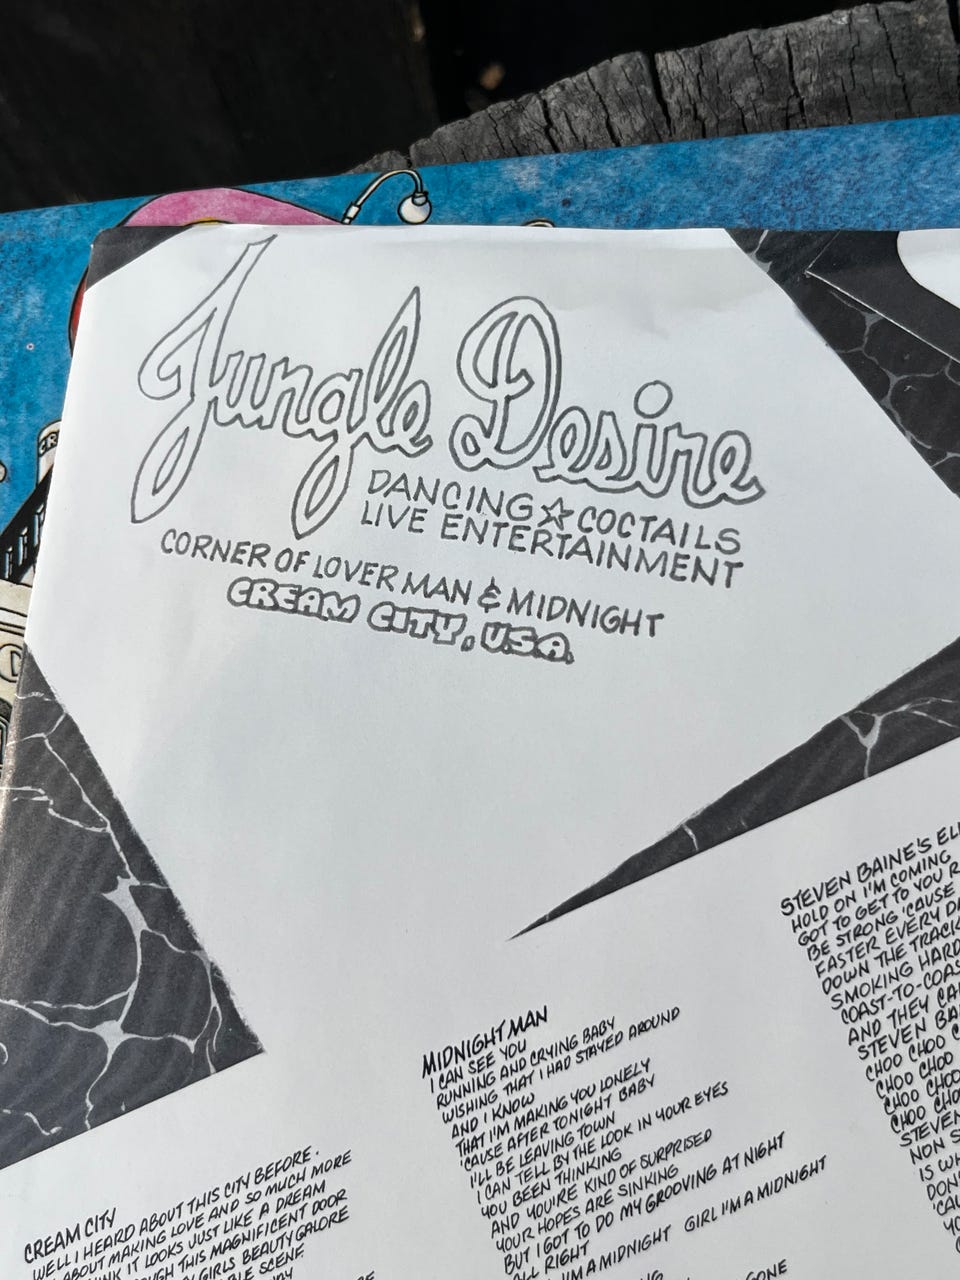 Jungle Desire
DANCING ☆ COCTAILS
LIVE ENTERTAINMENT
CORNER OF LOVER MAN & MIDNIGHT
CREAM CITY, U.S.A.
CREAM CITY
WELL I HEARD ABOUT THIS CITY BEFORE.
ABOUT MAKING LOVE AND SO MUCH MORE
IT LOOKS JUST LIKE A DREAM
THIS MAGNIFICENT DOOR
GIRLS BEAUTY GALORE
SCENE
MIDNIGHT MAN
I CAN SEE YOU
RUNNING AND CRYING BABY
WISHING THAT I HAD STAYED AROUND
AND I KNOW
THAT I'M MAKING YOU LONELY
'CAUSE AFTER TONIGHT BABY
I'LL BE LEAVING TOWN
I CAN TELL BY THE LOOK IN YOUR EYES
YOU BEEN THINKING
AND YOU'RE KIND OF SURPRISED
YOUR HOPES ARE SINKING
BUT I GOT TO DO MY GROOVING AT NIGHT
ALL RIGHT
I'M A MIDNIGHT GIRL I'M A MIDNIGHT
GONE
STEVEN BAINE'S
HOLD ON I'M COMING
GOT TO GET TO YOU
BE STRONG 'CAUSE
FASTER EVERY
DOWN THE
SMOKING HARD
COAST-TO-COAST
AND THEY
STEVEN
CHOO CHOO
CHOO CHOO
CHOO CHOO
CHOO
STEVEN
NON
IS